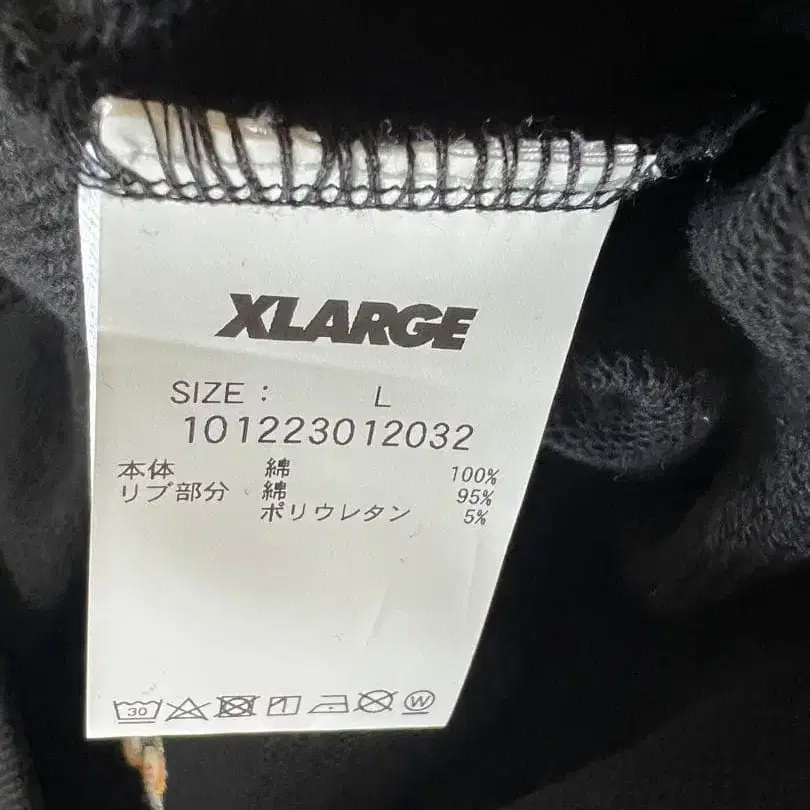 XLARGE
SIZE : L
101223012032
本体 綿 100%
リブ部分 綿 95%
ポリウレタン 5%
30 W